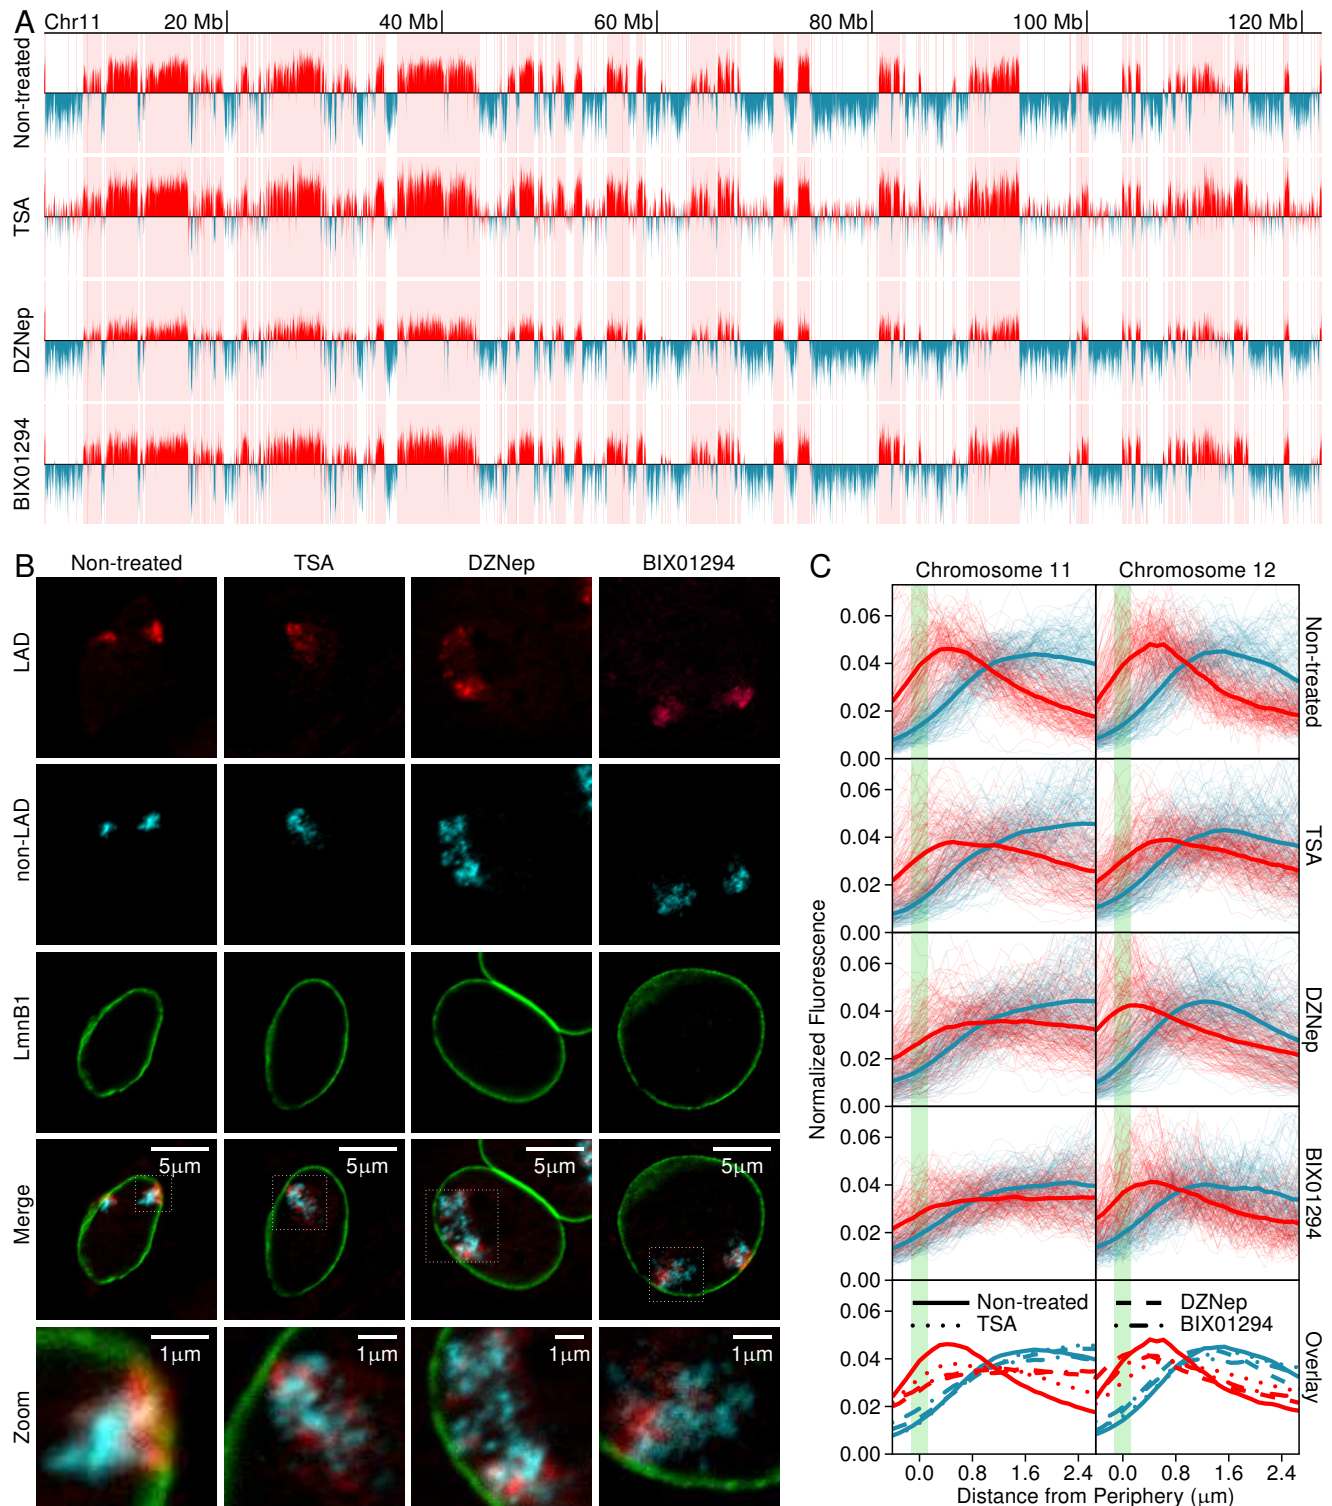 A
Chr11 20 Mb 40 Mb 60 Mb 80 Mb 100 Mb 120 Mb
Non-treated
TSA
DZNep
BIX01294
B
Non-treated TSA DZNep BIX01294
LAD
non-LAD
LmnB1
Merge
5μm 5μm 5μm 5μm
Zoom
1μm 1μm 1μm 1μm
C
Chromosome 11 Chromosome 12
Normalized Fluorescence
0.06
0.04
0.02
0.00
Non-treated
0.06
0.04
0.02
0.00
TSA
0.06
0.04
0.02
0.00
DZNep
0.06
0.04
0.02
0.00
BIX01294
0.06
0.04
0.02
0.00
Non-treated
TSA
DZNep
BIX01294
Overlay
0.0 0.8 1.6 2.4 0.0 0.8 1.6 2.4
Distance from Periphery (μm)